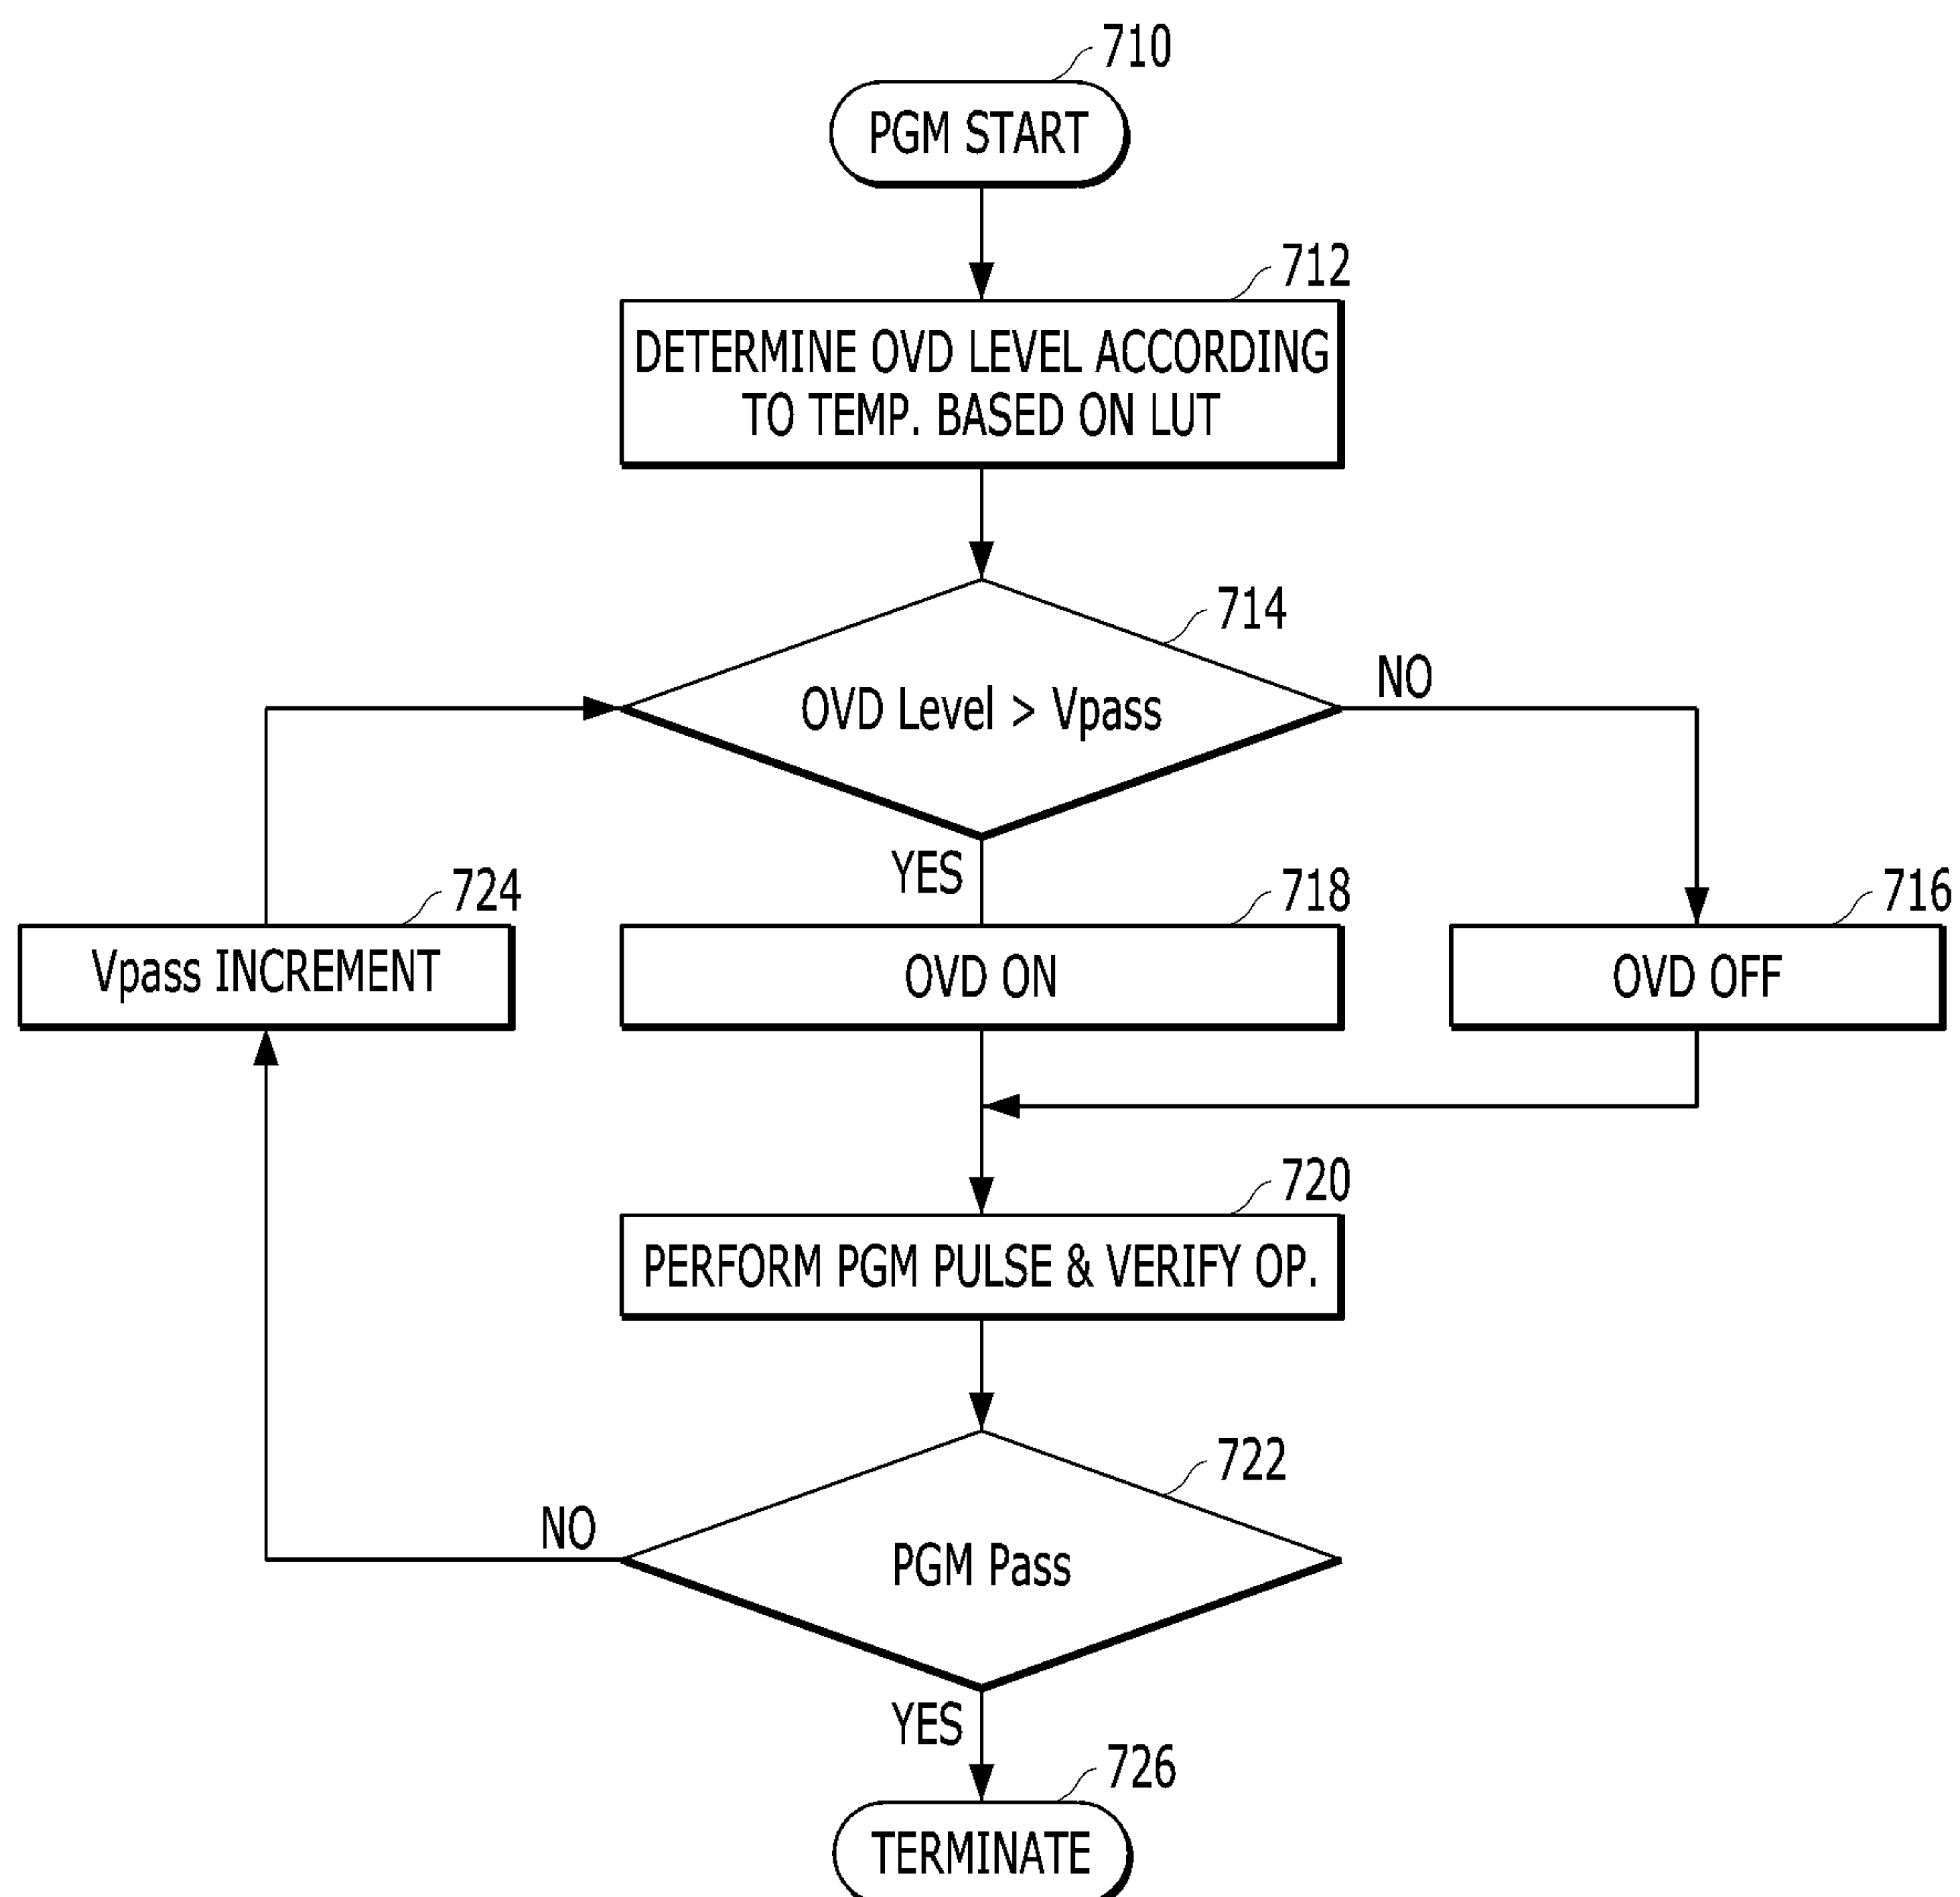 710
PGM START
712
DETERMINE OVD LEVEL ACCORDING
TO TEMP. BASED ON LUT
714
OVD Level > Vpass
NO
YES
724
Vpass INCREMENT
718
OVD ON
716
OVD OFF
720
PERFORM PGM PULSE & VERIFY OP.
722
PGM Pass
NO
YES
726
TERMINATE